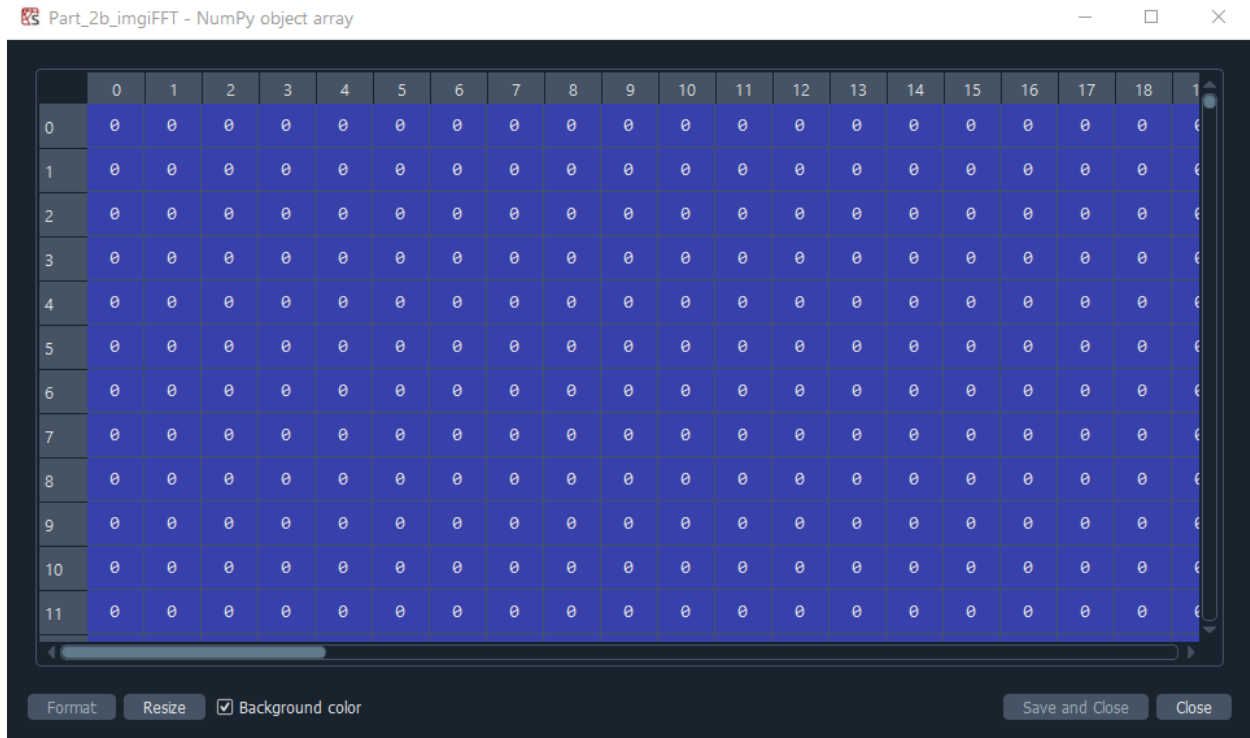 Part_2b_imgiFFT - NumPy object array
0 1 2 3 4 5 6 7 8 9 10 11 12 13 14 15 16 17 18
0 0 0 0 0 0 0 0 0 0 0 0 0 0 0 0 0 0 0 0
1 0 0 0 0 0 0 0 0 0 0 0 0 0 0 0 0 0 0 0
2 0 0 0 0 0 0 0 0 0 0 0 0 0 0 0 0 0 0 0
3 0 0 0 0 0 0 0 0 0 0 0 0 0 0 0 0 0 0 0
4 0 0 0 0 0 0 0 0 0 0 0 0 0 0 0 0 0 0 0
5 0 0 0 0 0 0 0 0 0 0 0 0 0 0 0 0 0 0 0
6 0 0 0 0 0 0 0 0 0 0 0 0 0 0 0 0 0 0 0
7 0 0 0 0 0 0 0 0 0 0 0 0 0 0 0 0 0 0 0
8 0 0 0 0 0 0 0 0 0 0 0 0 0 0 0 0 0 0 0
9 0 0 0 0 0 0 0 0 0 0 0 0 0 0 0 0 0 0 0
10 0 0 0 0 0 0 0 0 0 0 0 0 0 0 0 0 0 0 0
11 0 0 0 0 0 0 0 0 0 0 0 0 0 0 0 0 0 0 0
Format Resize Background color Save and Close Close